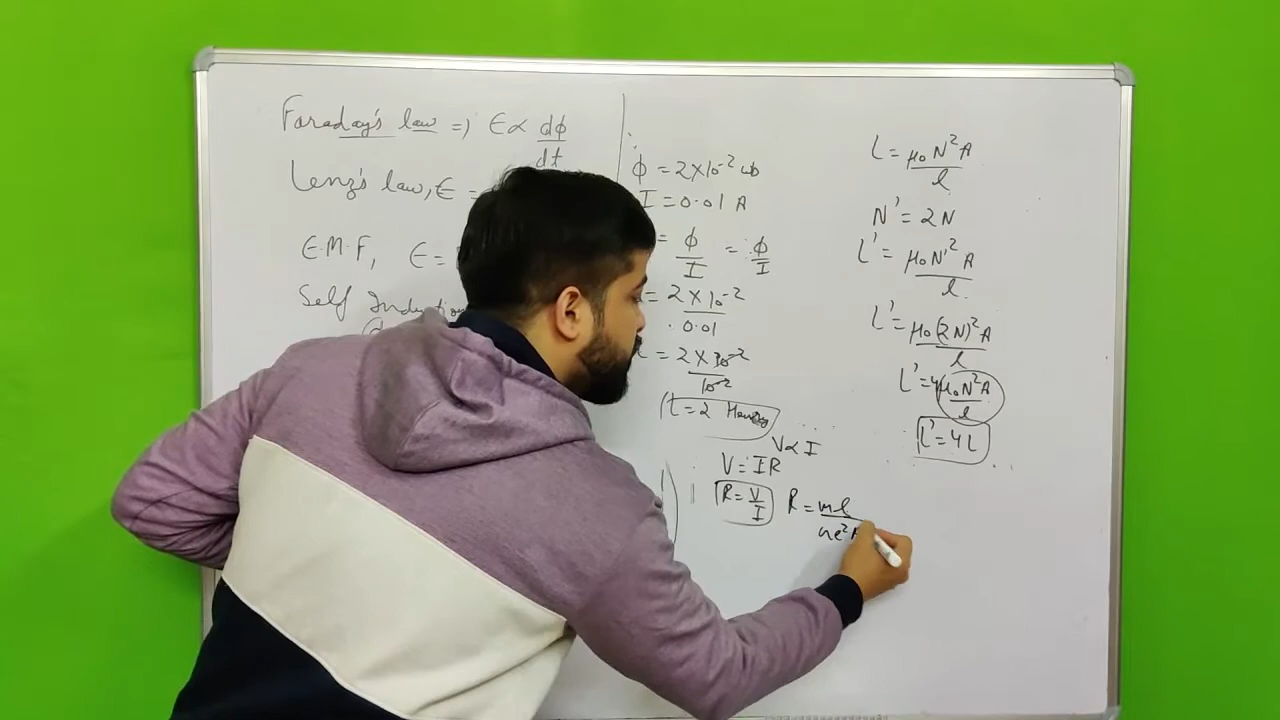 Faraday's law => ϵ∝ dϕ/dt
Lenz's law, ϵ =
E.M.F, ϵ =
Self Induction
ϕ = 2×10⁻² wb
I = 0.01 A
= ϕ/I = ϕ/I
= 2×10⁻²/0.01
= 2×10⁻²/10⁻²
L = 2 Henry
V∝I
V = IR
R = V/I
R = ml/ne²A
L = μ₀N²A/l
N' = 2N
L' = μ₀N'²A/l
L' = μ₀(2N)²A/l
L' = 4μ₀N²A/l
L' = 4L